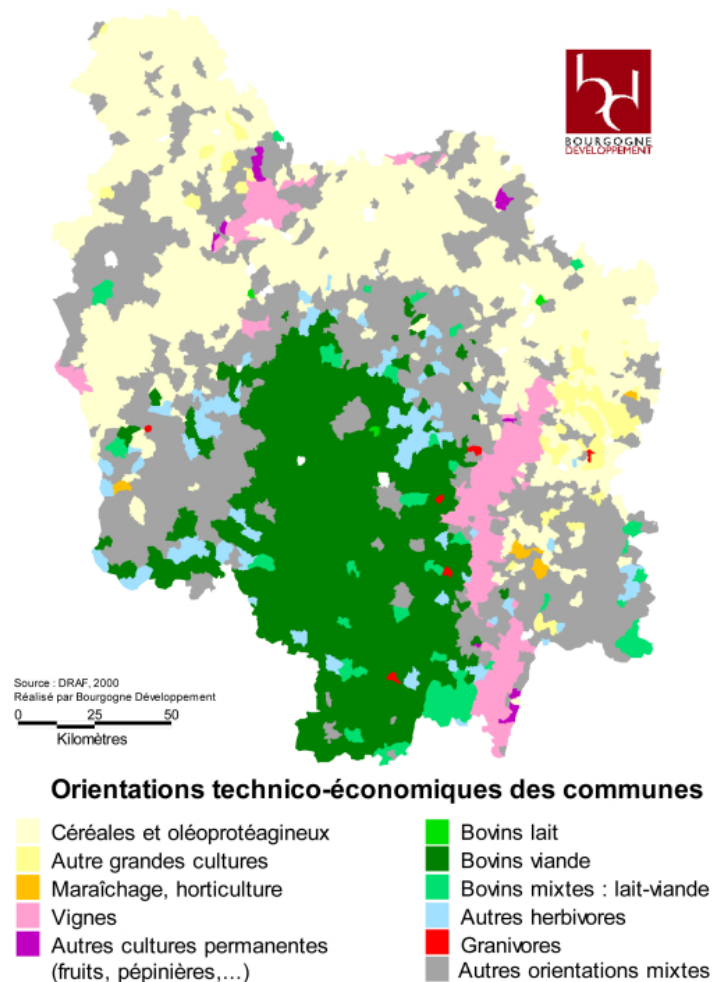 BOURGOGNE
DÉVELOPPEMENT
Source : DRAF, 2000
Réalisé par Bourgogne Développement
0 25 50
Kilomètres
Orientations technico-économiques des communes
Céréales et oléoprotéagineux
Autre grandes cultures
Maraîchage, horticulture
Vignes
Autres cultures permanentes
(fruits, pépinières,...)
Bovins lait
Bovins viande
Bovins mixtes : lait-viande
Autres herbivores
Granivores
Autres orientations mixtes